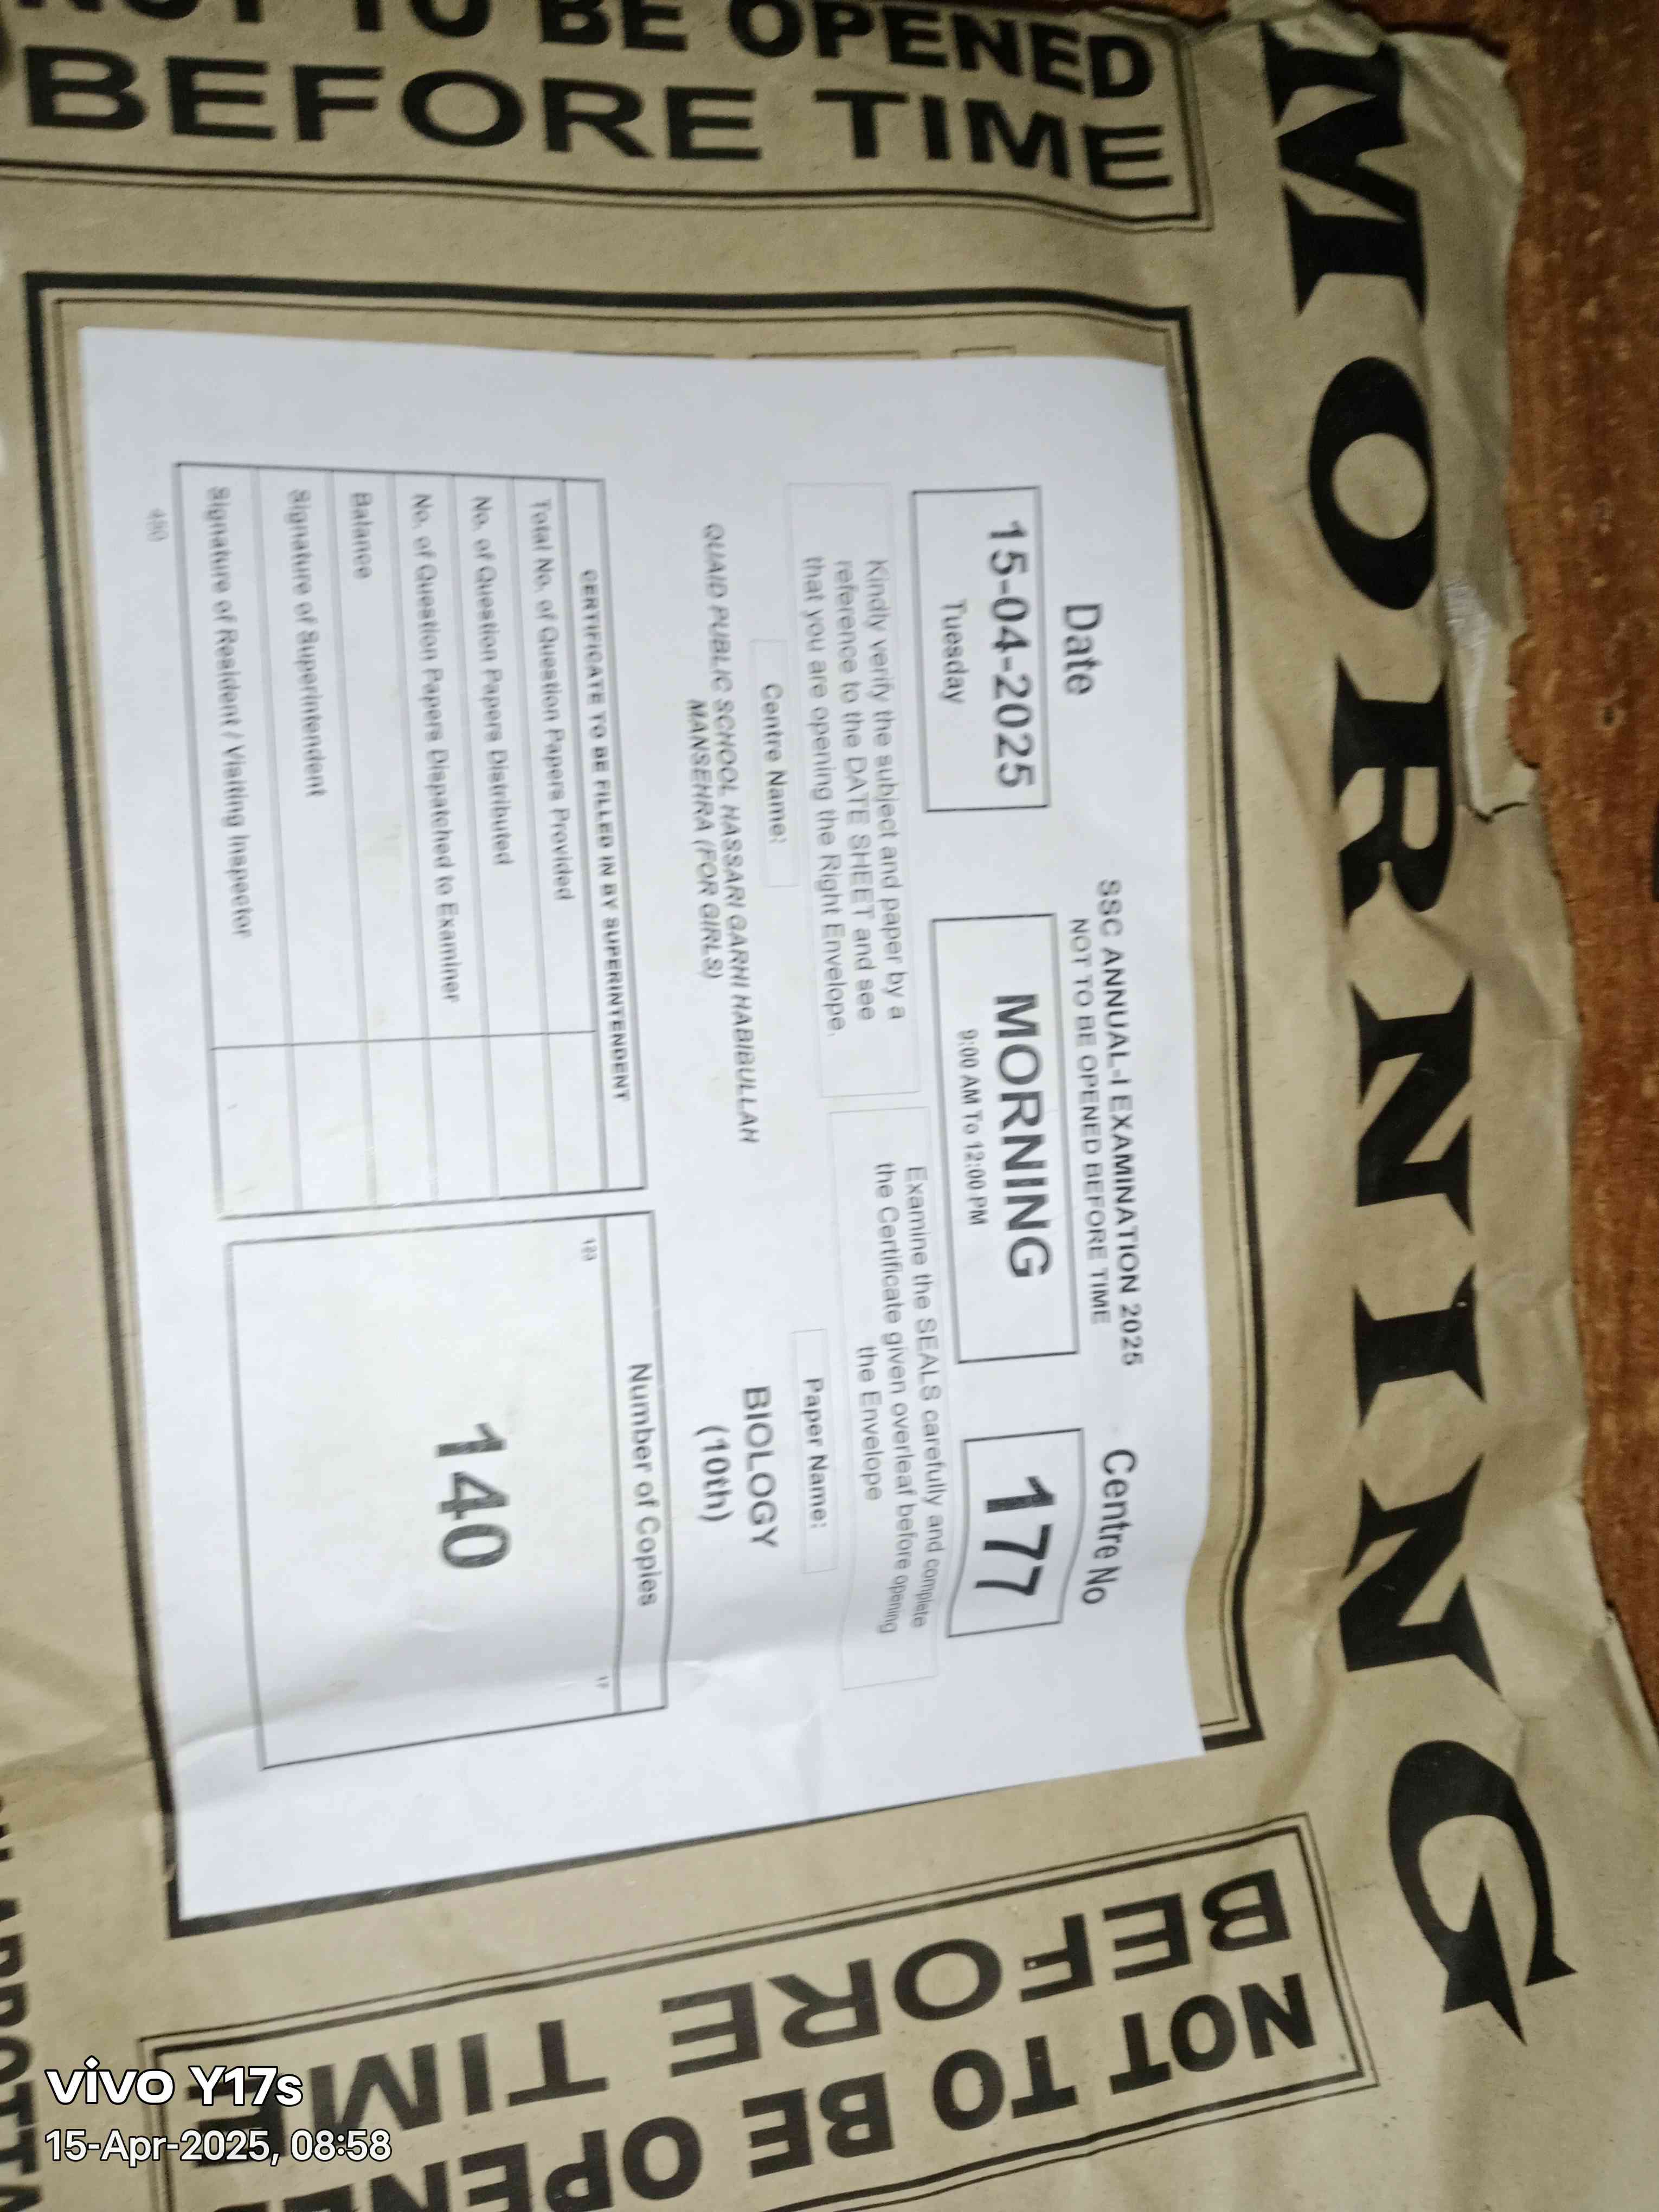 MORNING
NOT TO BE OPENED
BEFORE TIME
SSC ANNUAL-I EXAMINATION 2025
NOT TO BE OPENED BEFORE TIME
Date
15-04-2025
Tuesday
MORNING
9:00 AM To 12:00 PM
Centre No
177
Kindly verify the subject and paper by a
reference to the DATE SHEET and see
that you are opening the Right Envelope.
Examine the SEALS carefully and complete
the Certificate given overleaf before opening
the Envelope
Centre Name:
QUAID PUBLIC SCHOOL HASSARI GARHI HABIBULLAH
MANSEHRA (FOR GIRLS)
Paper Name:
BIOLOGY
(10th)
CERTIFICATE TO BE FILLED IN BY SUPERINTENDENT
Total No. of Question Papers Provided
No. of Question Papers Distributed
No. of Question Papers Dispatched to Examiner
Balance
Signature of Superintendent
Signature of Resident / Visiting Inspector
Number of Copies
123
17
140
450
NOT TO BE OPENE
BEFORE TIME
vivo Y17s
15-Apr-2025, 08:58